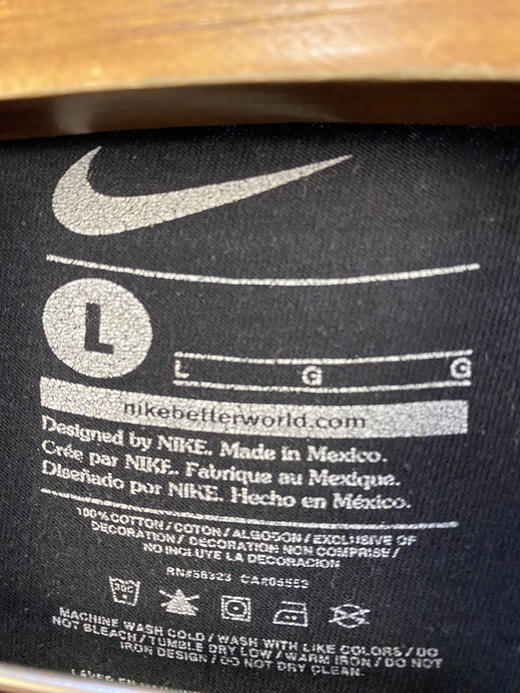 L
L G G
nikebetterworld.com
Designed by NIKE. Made in Mexico.
Crée par NIKE. Fabrique au Mexique.
Diseñado por NIKE. Hecho en México.
100% COTTON / COTON / ALGODON / EXCLUSIVE OF
DECORATION / DECORATION NON COMPRISE /
NO INCLUYE LA DECORACION
RN#56323 CA#05553
30C
MACHINE WASH COLD / WASH WITH LIKE COLORS / DO
NOT BLEACH / TUMBLE DRY LOW / WARM IRON / DO NOT
IRON DESIGN / DO NOT DRY CLEAN.